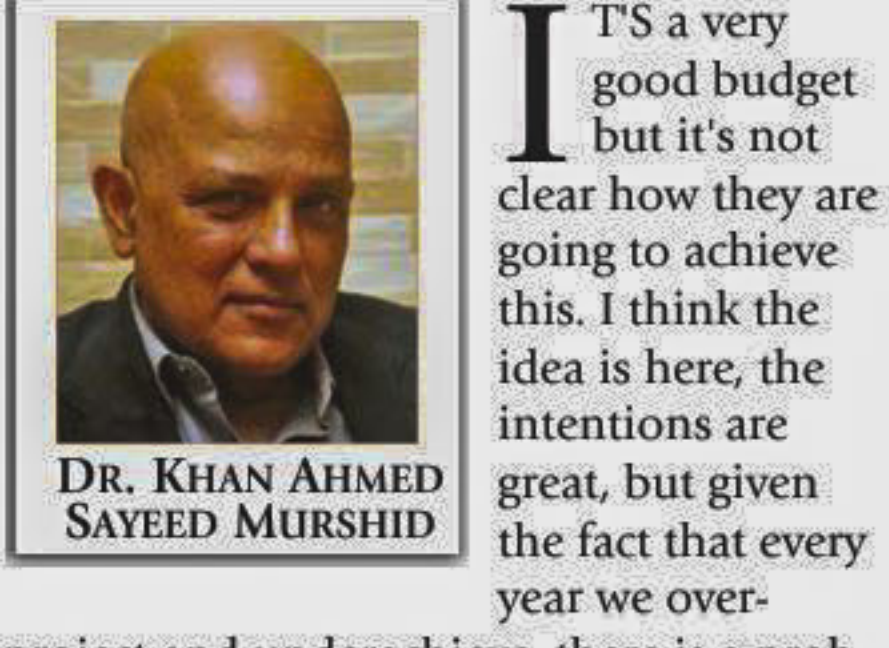 DR. KHAN AHMED
SAYEED MURSHID
IT'S a very
good budget
but it's not
clear how they are
going to achieve
this. I think the
idea is here, the
intentions are
great, but given
the fact that every
year we over-